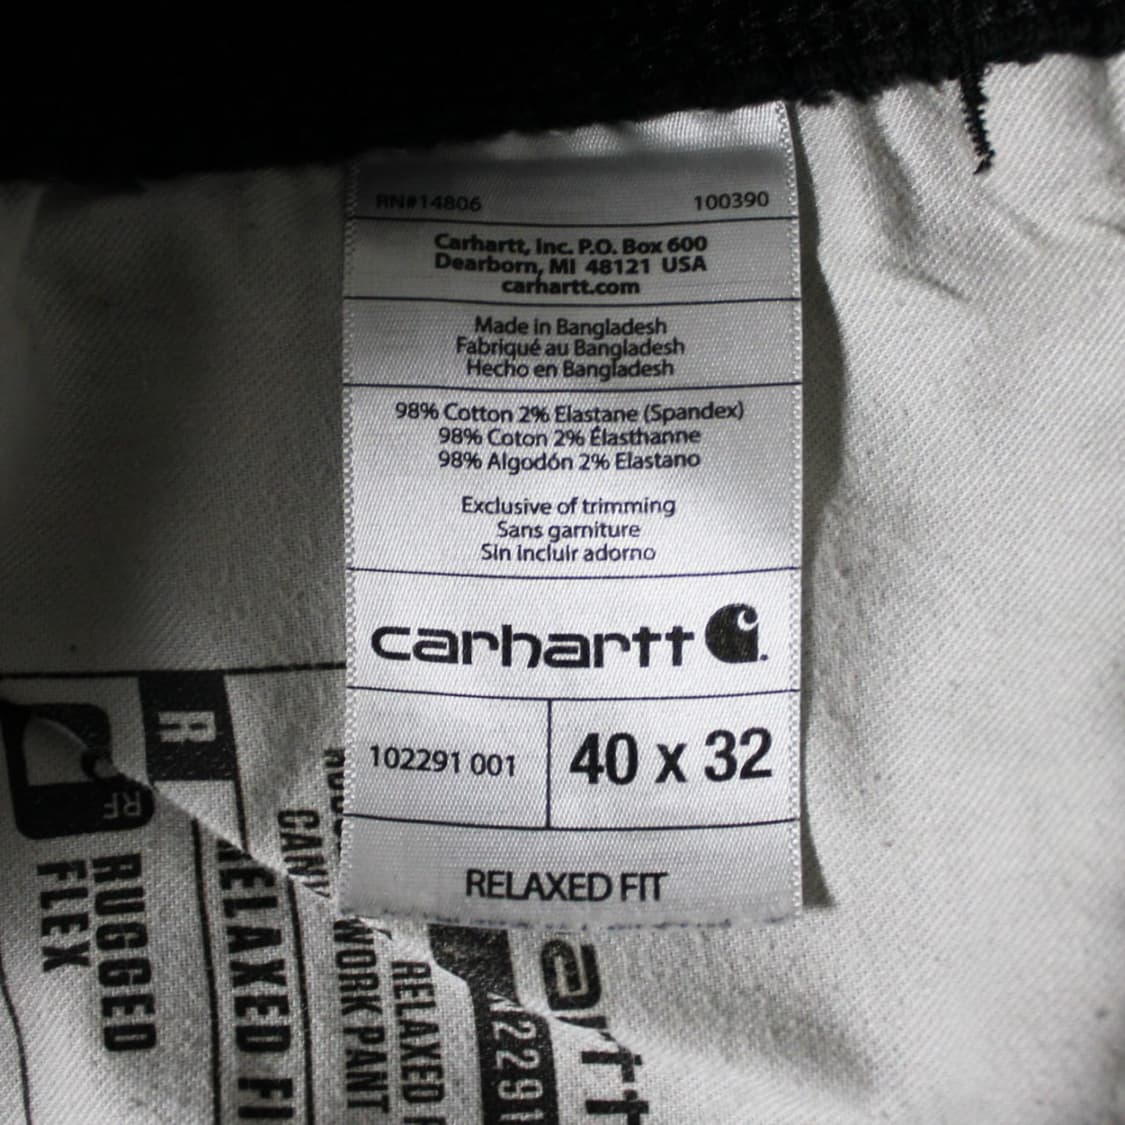 RN#14806 100390
Carhartt, Inc. P.O. Box 600
Dearborn, MI 48121 USA
carhartt.com
Made in Bangladesh
Fabriqué au Bangladesh
Hecho en Bangladesh
98% Cotton 2% Elastane (Spandex)
98% Coton 2% Élasthanne
98% Algodón 2% Elastano
Exclusive of trimming
Sans garniture
Sin incluir adorno
carhartt
102291 001 40 x 32
RELAXED FIT
R
RF
RUGGED
FLEX
WORK PANT
RELAXED